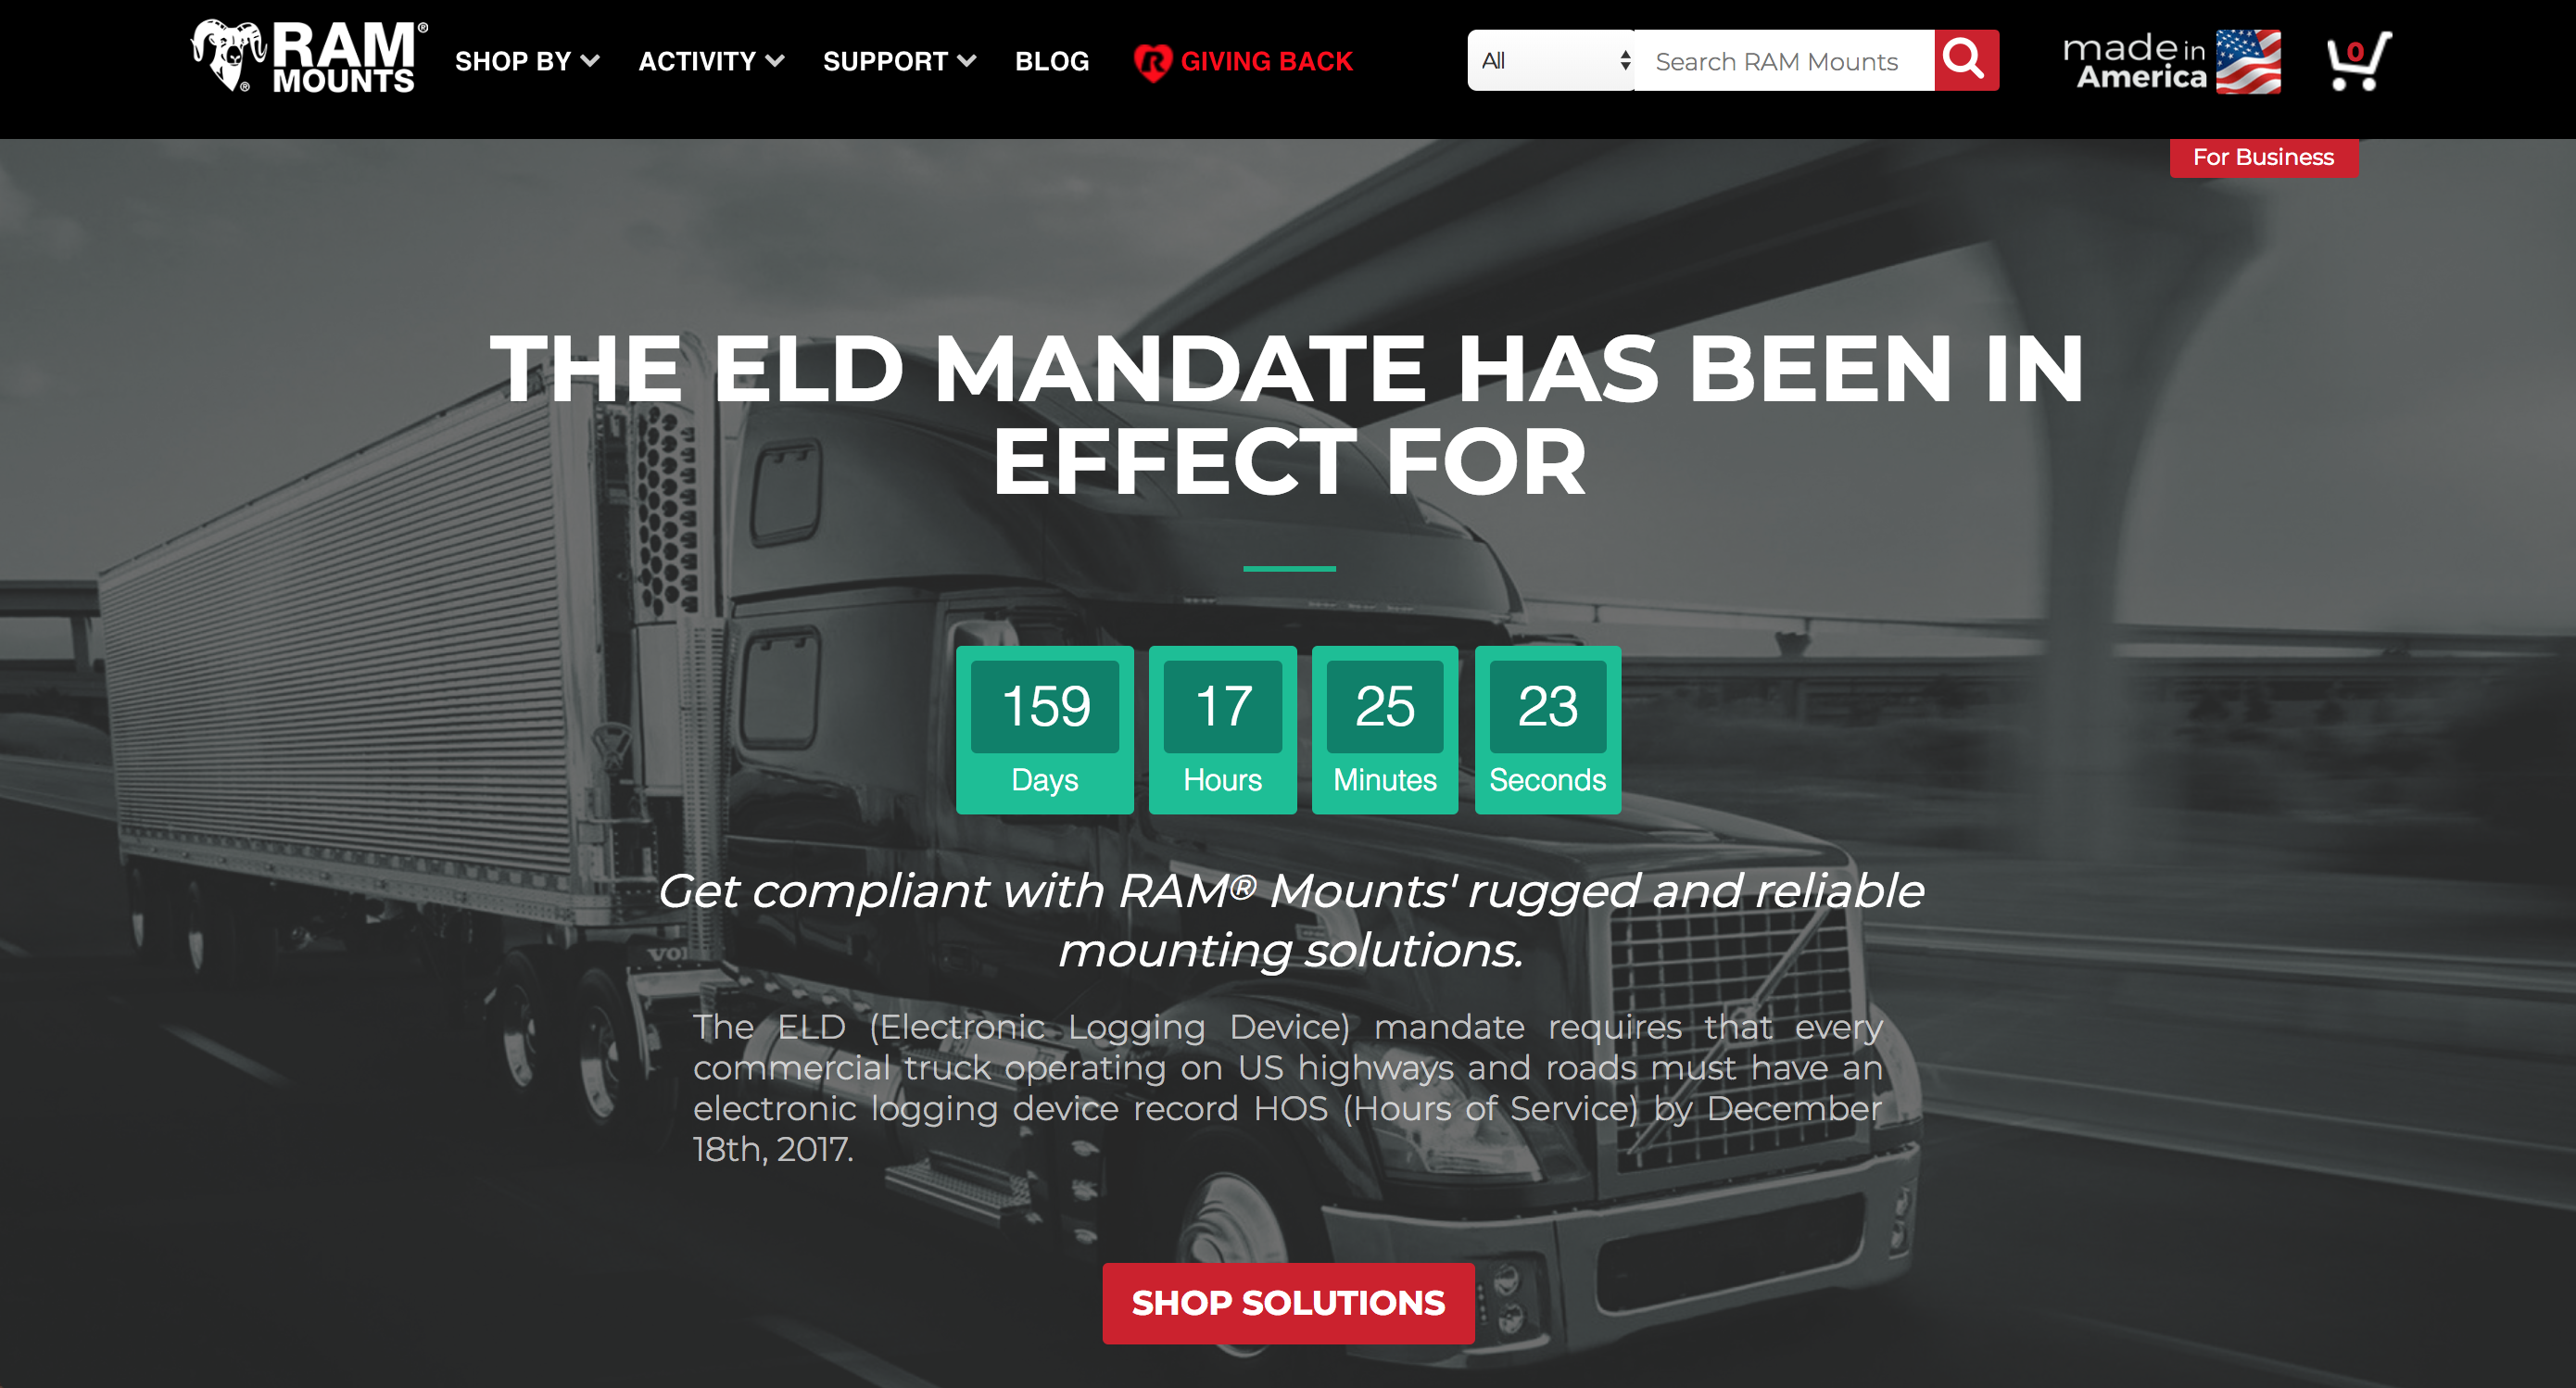 RAM®
MOUNTS
®
SHOP BY
ACTIVITY
SUPPORT
BLOG
R GIVING BACK
All
Search RAM Mounts
made in
America
0
For Business
THE ELD MANDATE HAS BEEN IN
EFFECT FOR
159 17 25 23
Days Hours Minutes Seconds
Get compliant with RAM® Mounts' rugged and reliable
mounting solutions.
The ELD (Electronic Logging Device) mandate requires that every
commercial truck operating on US highways and roads must have an
electronic logging device record HOS (Hours of Service) by December
18th, 2017.
SHOP SOLUTIONS